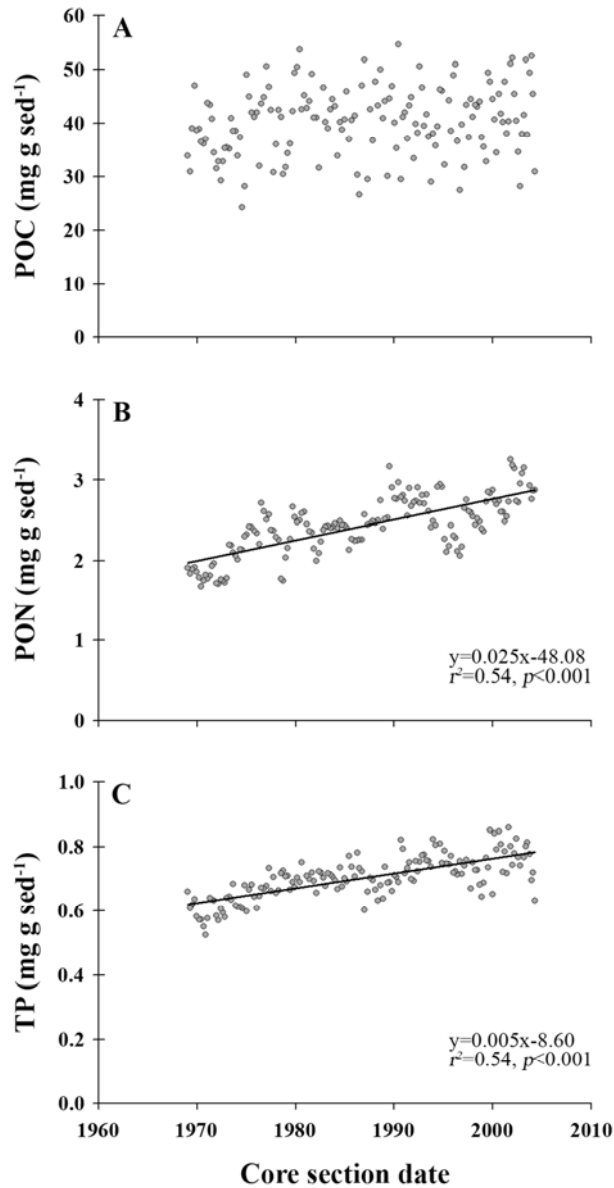 A
POC (mg g sed⁻¹)
60
50
40
30
20
10
0
B
PON (mg g sed⁻¹)
4
3
2
1
0
y=0.025x-48.08
r²=0.54, p<0.001
C
TP (mg g sed⁻¹)
1.0
0.8
0.6
0.4
0.2
0.0
y=0.005x-8.60
r²=0.54, p<0.001
1960 1970 1980 1990 2000 2010
Core section date